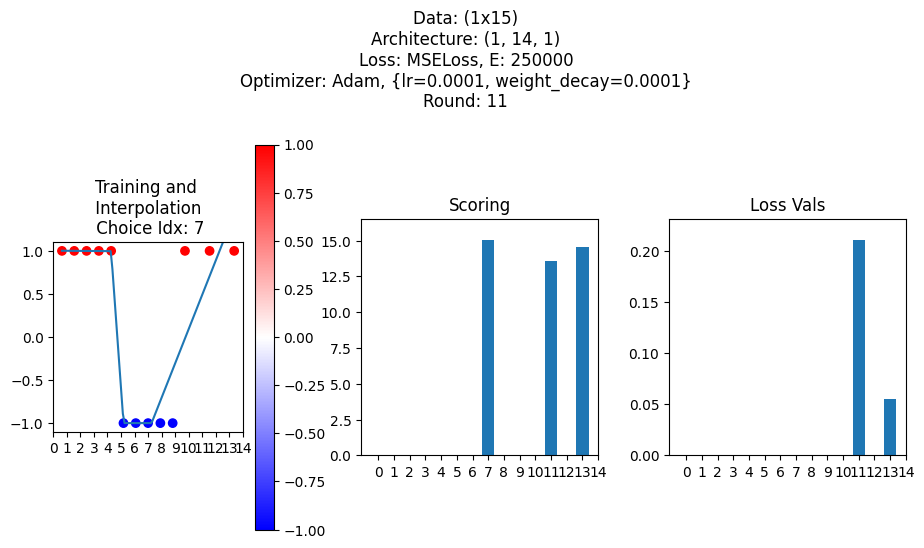 Data: (1x15)
Architecture: (1, 14, 1)
Loss: MSELoss, E: 250000
Optimizer: Adam, {lr=0.0001, weight_decay=0.0001}
Round: 11
Training and
Interpolation
Choice Idx: 7
1.0
0.5
0.0
−0.5
−1.0
0 1 2 3 4 5 6 7 8 9 10 11 12 13 14
1.00
0.75
0.50
0.25
0.00
−0.25
−0.50
−0.75
−1.00
Scoring
15.0
12.5
10.0
7.5
5.0
2.5
0.0
0 1 2 3 4 5 6 7 8 9 10 11 12 13 14
Loss Vals
0.20
0.15
0.10
0.05
0.00
0 1 2 3 4 5 6 7 8 9 10 11 12 13 14